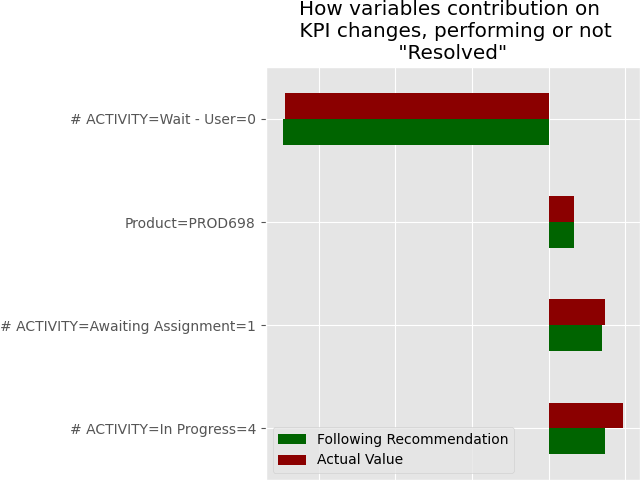 How variables contribution on
KPI changes, performing or not
"Resolved"
# ACTIVITY=Wait - User=0
Product=PROD698
# ACTIVITY=Awaiting Assignment=1
# ACTIVITY=In Progress=4
Following Recommendation
Actual Value